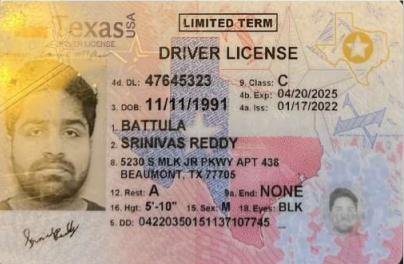 Texas USA
DRIVER LICENSE
LIMITED TERM
DRIVER LICENSE
4d. DL: 47645323 9. Class: C
4b. Exp: 04/20/2025
3. DOB: 11/11/1991 4a. Iss: 01/17/2022
1. BATTULA
2. SRINIVAS REDDY
8. 5230 S MLK JR PKWY APT 438
BEAUMONT, TX 77705
12. Rest: A 9a. End: NONE
16. Hgt: 5'-10" 15. Sex: M 18. Eyes: BLK
5. DD: 04220350151137107745